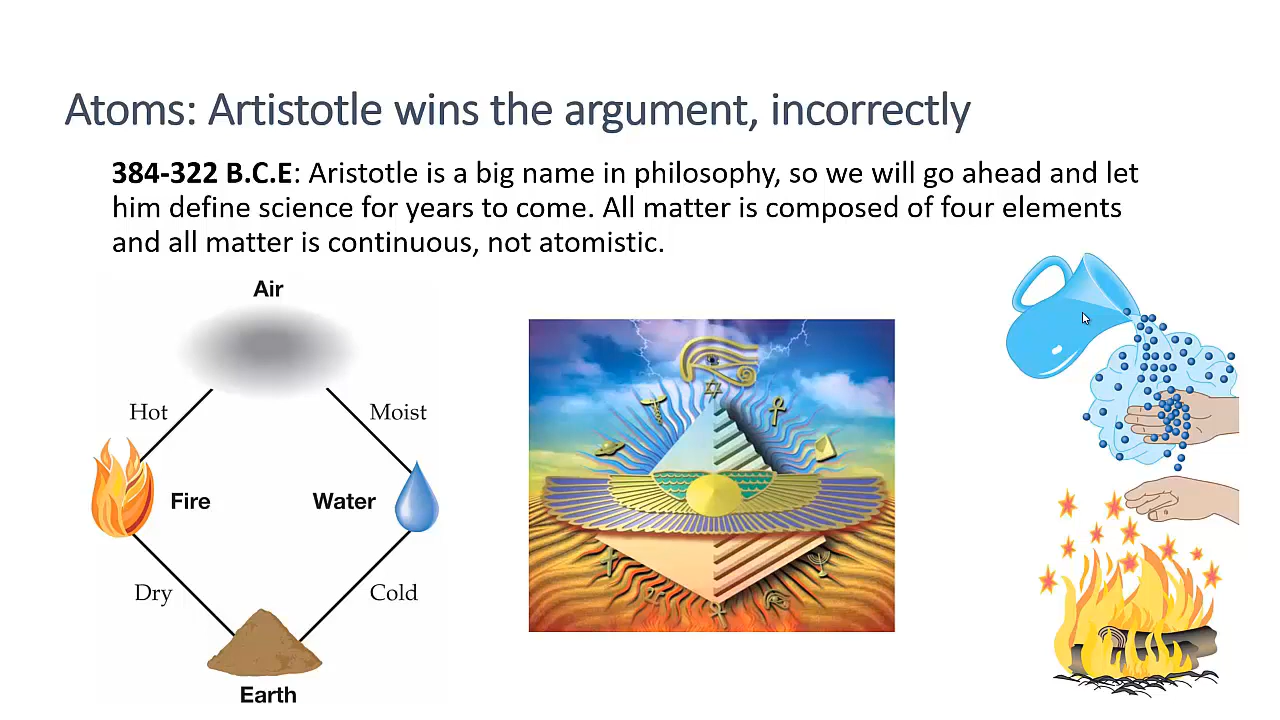 Atoms: Artistotle wins the argument, incorrectly
384-322 B.C.E: Aristotle is a big name in philosophy, so we will go ahead and let
him define science for years to come. All matter is composed of four elements
and all matter is continuous, not atomistic.
Air
Hot
Moist
Fire
Water
Dry
Cold
Earth